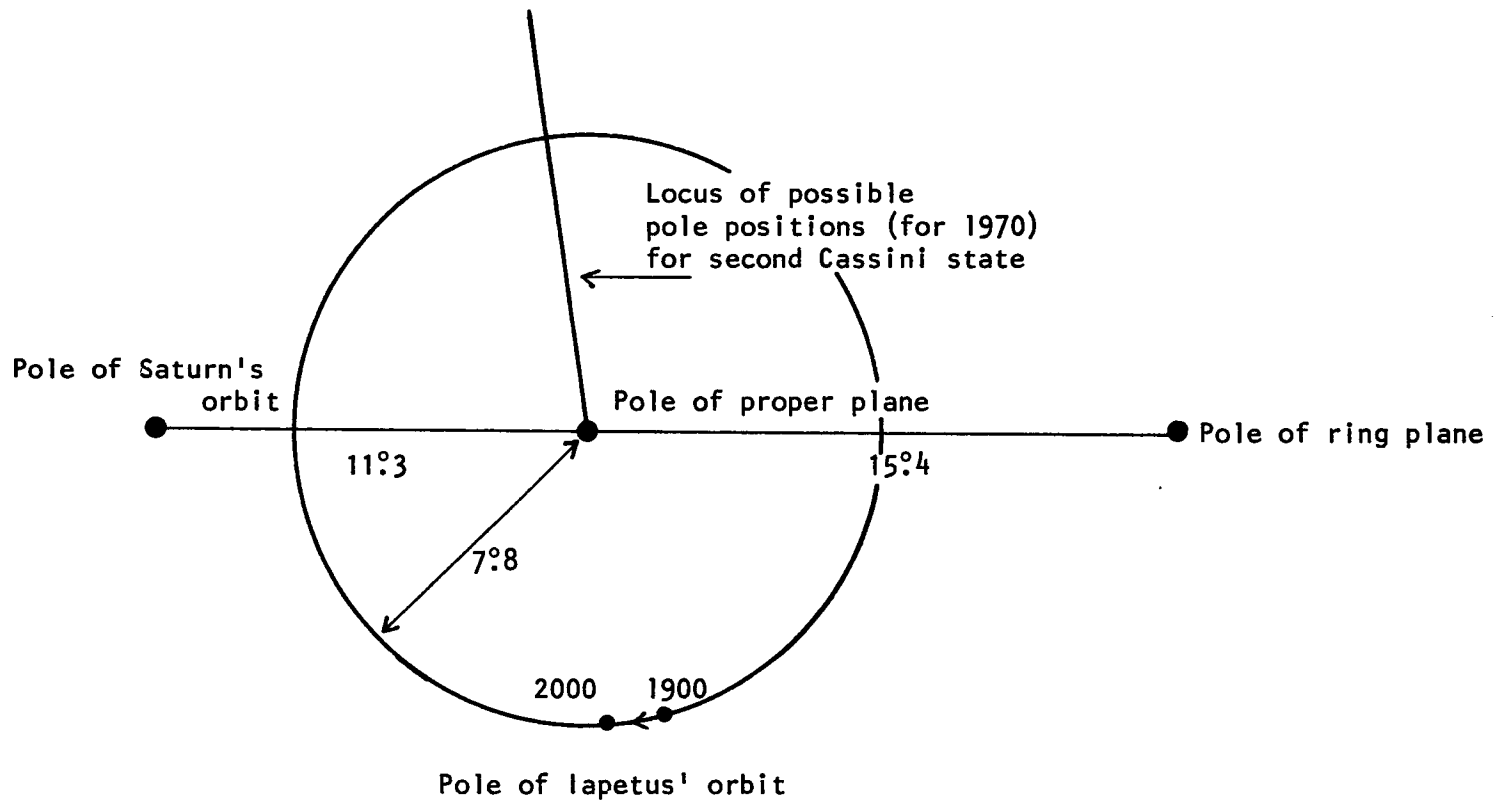 Locus of possible
pole positions (for 1970)
for second Cassini state
Pole of Saturn's
orbit
Pole of proper plane
Pole of ring plane
11°.3
15°.4
7°.8
2000
1900
Pole of Iapetus' orbit